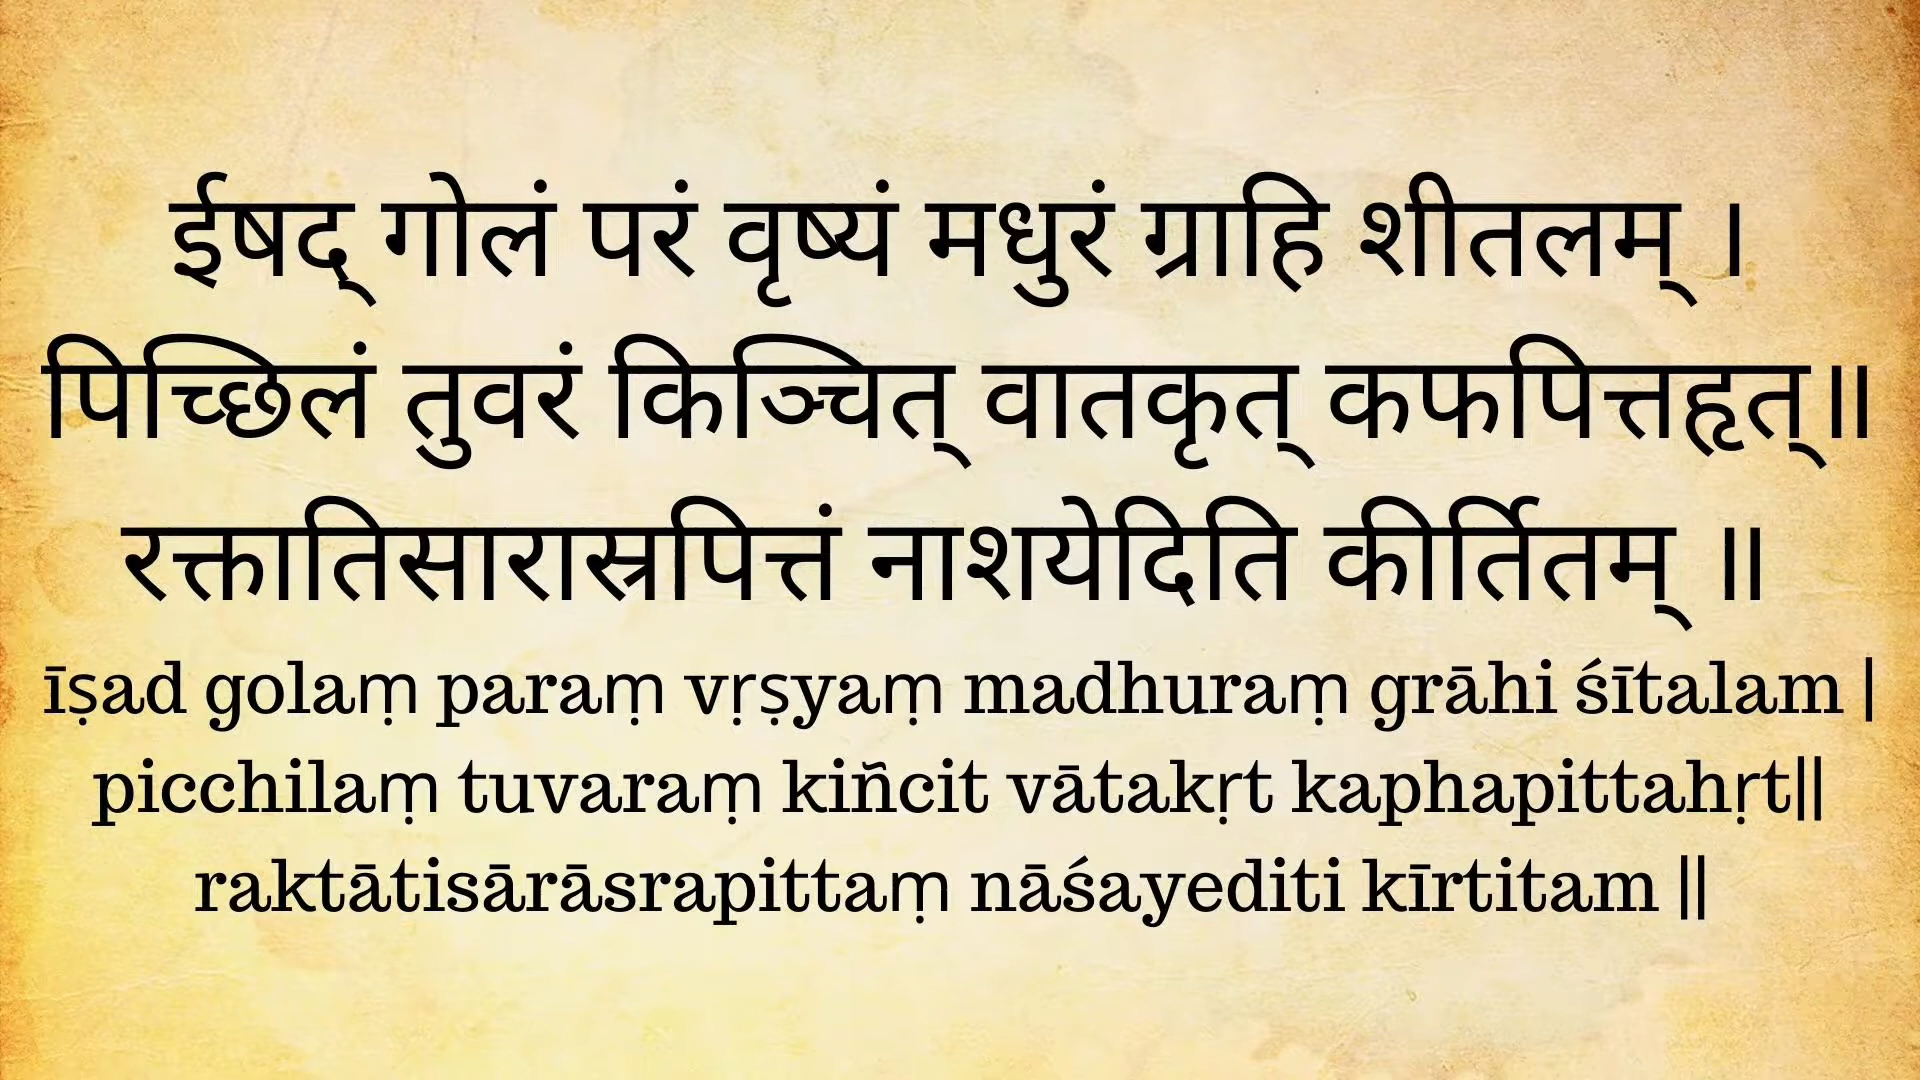 ईषद् गोलं परं वृष्यं मधुरं ग्राहि शीतलम् ।
पिच्छिलं तुवरं किञ्चित् वातकृत् कफपित्तहृत्॥
रक्तातिसारास्रपित्तं नाशयेदिति कीर्तितम् ॥
īṣad golaṃ paraṃ vṛṣyaṃ madhuraṃ grāhi śītalam |
picchilaṃ tuvaraṃ kiñcit vātakṛt kaphapittahṛt||
raktātisārāsrapittaṃ nāśayediti kīrtitam ||